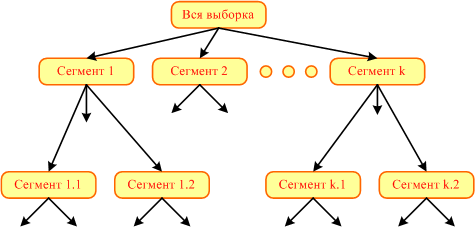 Вся выборка
Сегмент 1
Сегмент 2
Сегмент k
Сегмент 1.1
Сегмент 1.2
Сегмент k.1
Сегмент k.2